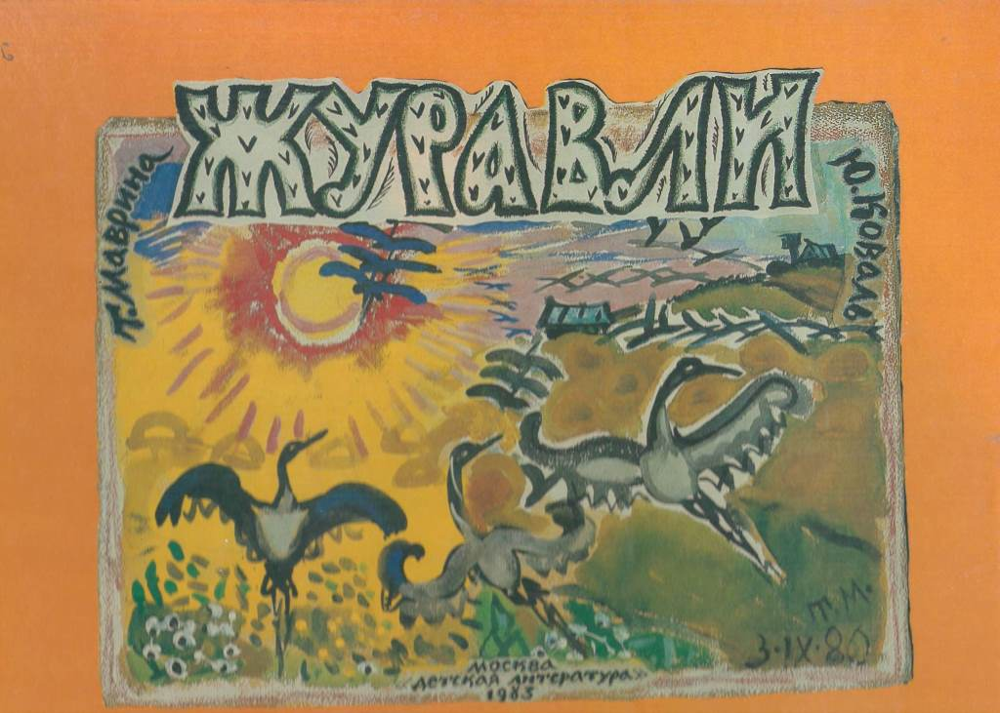 ЖУРАВЛИ
Т. Маврина
Ю. Коваль
Т. М.
3·IX·80
МОСКВА
«Детская литература»
1983